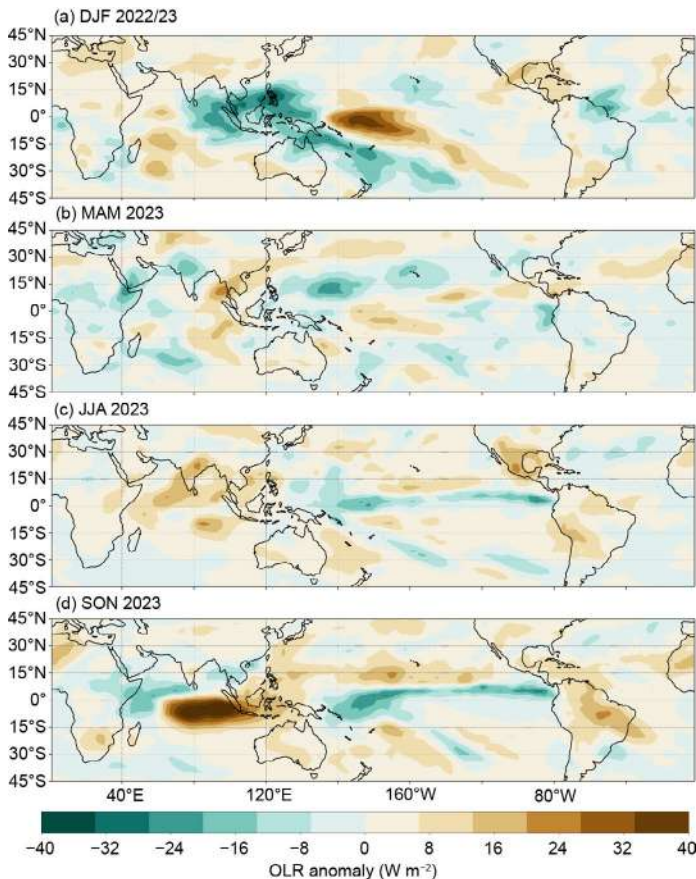 (a) DJF 2022/23
45°N
30°N
15°N
0°
15°S
30°S
45°S
(b) MAM 2023
45°N
30°N
15°N
0°
15°S
30°S
45°S
(c) JJA 2023
45°N
30°N
15°N
0°
15°S
30°S
45°S
(d) SON 2023
45°N
30°N
15°N
0°
15°S
30°S
45°S
40°E 120°E 160°W 80°W
−40 −32 −24 −16 −8 0 8 16 24 32 40
OLR anomaly (W m⁻²)